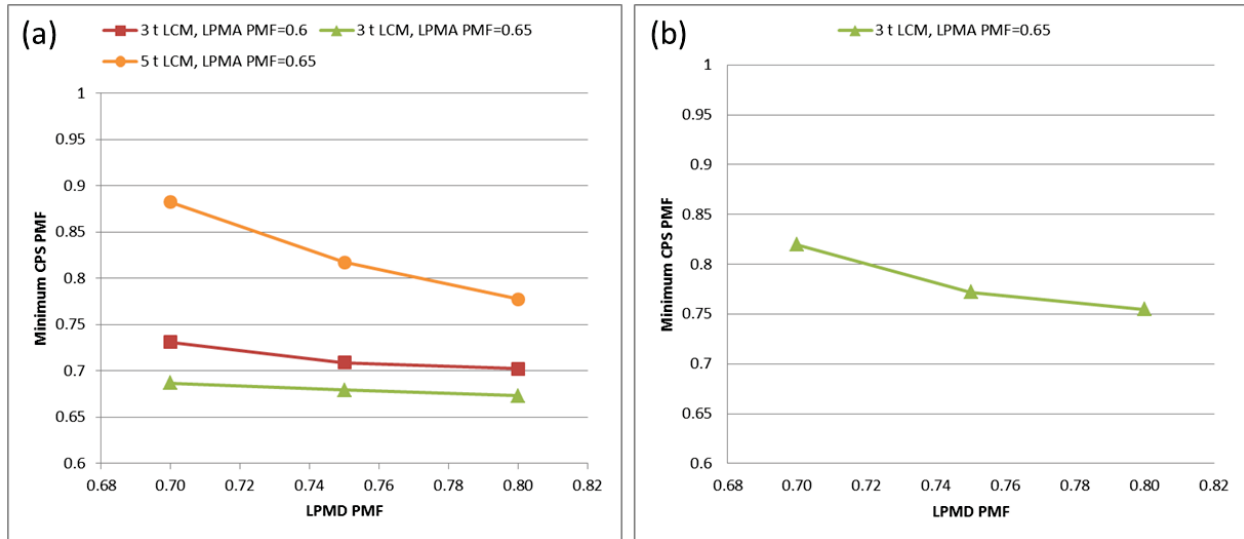 (a)
3 t LCM, LPMA PMF=0.6 3 t LCM, LPMA PMF=0.65
5 t LCM, LPMA PMF=0.65
1
0.95
0.9
0.85
0.8
0.75
0.7
0.65
0.6
Minimum CPS PMF
0.68 0.70 0.72 0.74 0.76 0.78 0.80 0.82
LPMD PMF
(b)
3 t LCM, LPMA PMF=0.65
1
0.95
0.9
0.85
0.8
0.75
0.7
0.65
0.6
Minimum CPS PMF
0.68 0.70 0.72 0.74 0.76 0.78 0.80 0.82
LPMD PMF